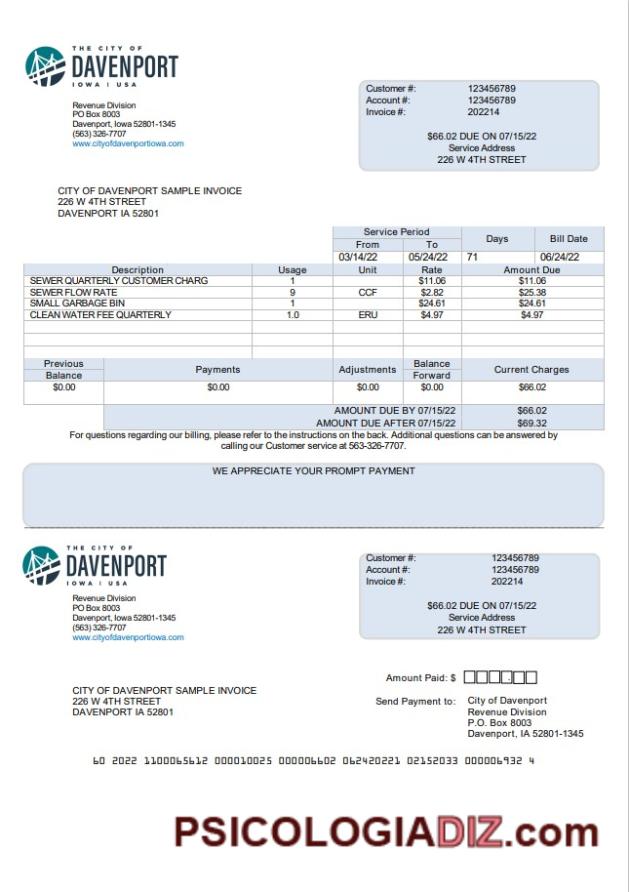 THE CITY OF
DAVENPORT
IOWA | USA
Revenue Division
PO Box 8003
Davenport, Iowa 52801-1345
(563) 326-7707
www.cityofdavenportiowa.com
Customer #: 123456789
Account #: 123456789
Invoice #: 202214
$66.02 DUE ON 07/15/22
Service Address
226 W 4TH STREET
CITY OF DAVENPORT SAMPLE INVOICE
226 W 4TH STREET
DAVENPORT IA 52801
Service Period Days Bill Date
From To
03/14/22 05/24/22 71 06/24/22
Description Usage Unit Rate Amount Due
SEWER QUARTERLY CUSTOMER CHARG 1 $11.06 $11.06
SEWER FLOW RATE 9 CCF $2.82 $25.38
SMALL GARBAGE BIN 1 $24.61 $24.61
CLEAN WATER FEE QUARTERLY 1.0 ERU $4.97 $4.97
Previous Balance Payments Adjustments Balance Forward Current Charges
$0.00 $0.00 $0.00 $0.00 $66.02
AMOUNT DUE BY 07/15/22 $66.02
AMOUNT DUE AFTER 07/15/22 $69.32
For questions regarding our billing, please refer to the instructions on the back. Additional questions can be answered by
calling our Customer service at 563-326-7707.
WE APPRECIATE YOUR PROMPT PAYMENT
THE CITY OF
DAVENPORT
IOWA | USA
Revenue Division
PO Box 8003
Davenport, Iowa 52801-1345
(563) 326-7707
www.cityofdavenportiowa.com
Customer #: 123456789
Account #: 123456789
Invoice #: 202214
$66.02 DUE ON 07/15/22
Service Address
226 W 4TH STREET
Amount Paid: $ .
CITY OF DAVENPORT SAMPLE INVOICE
226 W 4TH STREET
DAVENPORT IA 52801
Send Payment to: City of Davenport
Revenue Division
P.O. Box 8003
Davenport, IA 52801-1345
60 2022 1100065612 000010025 000006602 062420221 02152033 000006932 4
PSICOLOGIADIZ.com